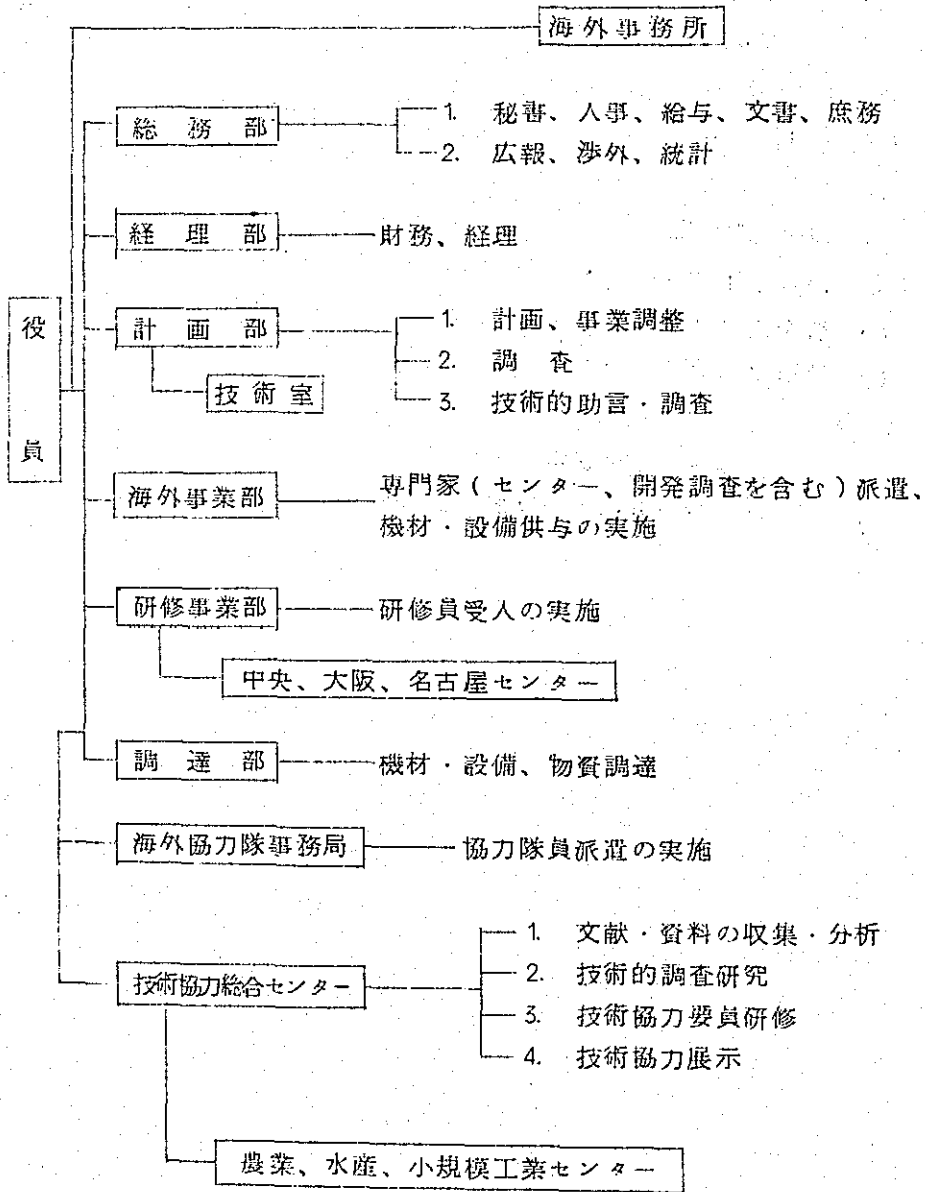 海外事務所
総務部
1. 秘書、人事、給与、文書、庶務
2. 広報、渉外、統計
経理部
財務、経理
役員
計画部
1. 計画、事業調整
2. 調査
3. 技術的助言・調査
技術室
海外事業部
専門家(センター、開発調査を含む)派遣、
機材・設備供与の実施
研修事業部
研修員受入の実施
中央、大阪、名古屋センター
調達部
機材・設備、物資調達
海外協力隊事務局
協力隊員派遣の実施
技術協力総合センター
1. 文献・資料の収集・分析
2. 技術的調査研究
3. 技術協力要員研修
4. 技術協力展示
農業、水産、小規模工業センター